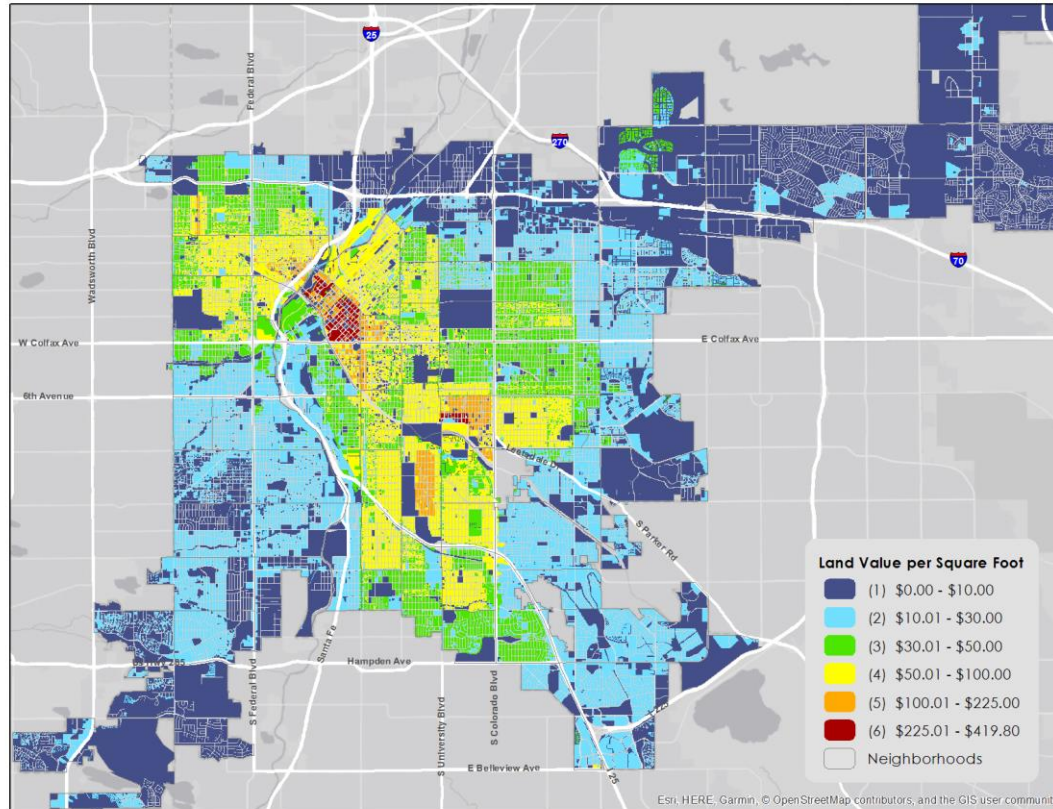 25
Federal Blvd
270
Wadsworth Blvd
70
W Colfax Ave
E Colfax Ave
6th Avenue
Leetsdale Dr
S Parker Rd
Land Value per Square Foot
(1) $0.00 - $10.00
(2) $10.01 - $30.00
(3) $30.01 - $50.00
(4) $50.01 - $100.00
(5) $100.01 - $225.00
(6) $225.01 - $419.80
Neighborhoods
Santa Fe
Hampden Ave
S Federal Blvd
S University Blvd
S Colorado Blvd
I 225
E Belleview Ave
I 25
Esri, HERE, Garmin, © OpenStreetMap contributors, and the GIS user communit